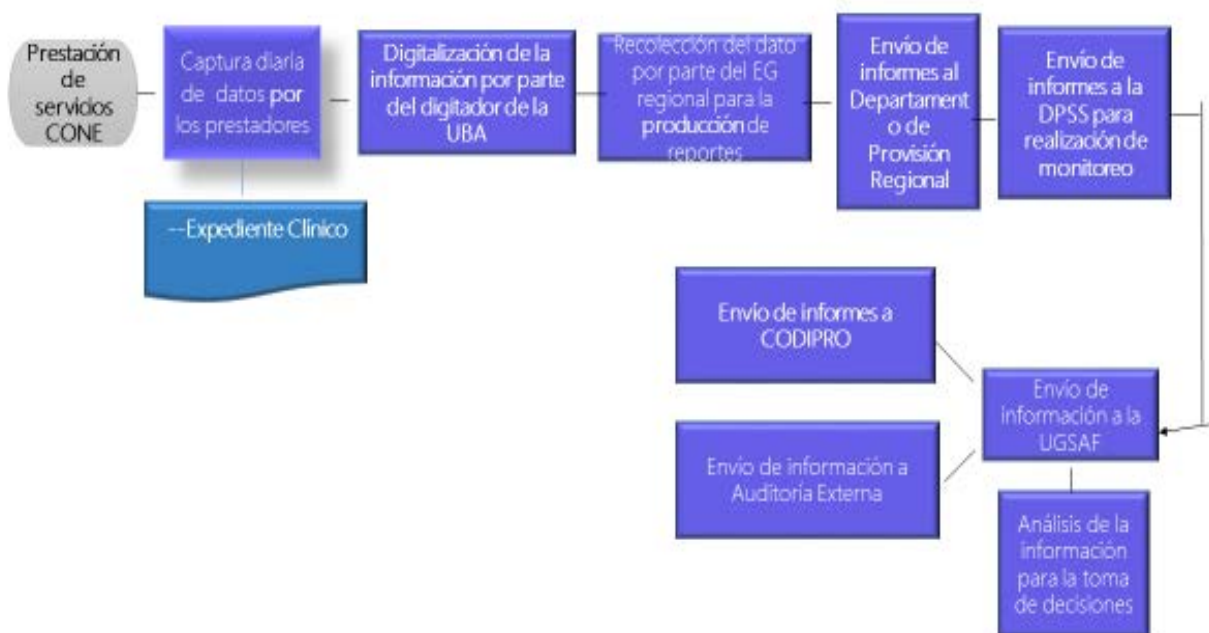 Prestación
de
servicios
CONE
Captura diaria
de datos por
los prestadores
--Expediente Clínico
Digitalización de la
información por parte
del digitador de la
UBA
Recolección del dato
por parte del EG
regional para la
producción de
reportes
Envío de
informes al
Departament
o de
Provisión
Regional
Envío de
informes a la
DPSS para
realización de
monitoreo
Envío de informes a
CODIPRO
Envío de
información a la
UGSAF
Envío de información a
Auditoría Externa
Análisis de la
información
para la toma
de decisiones